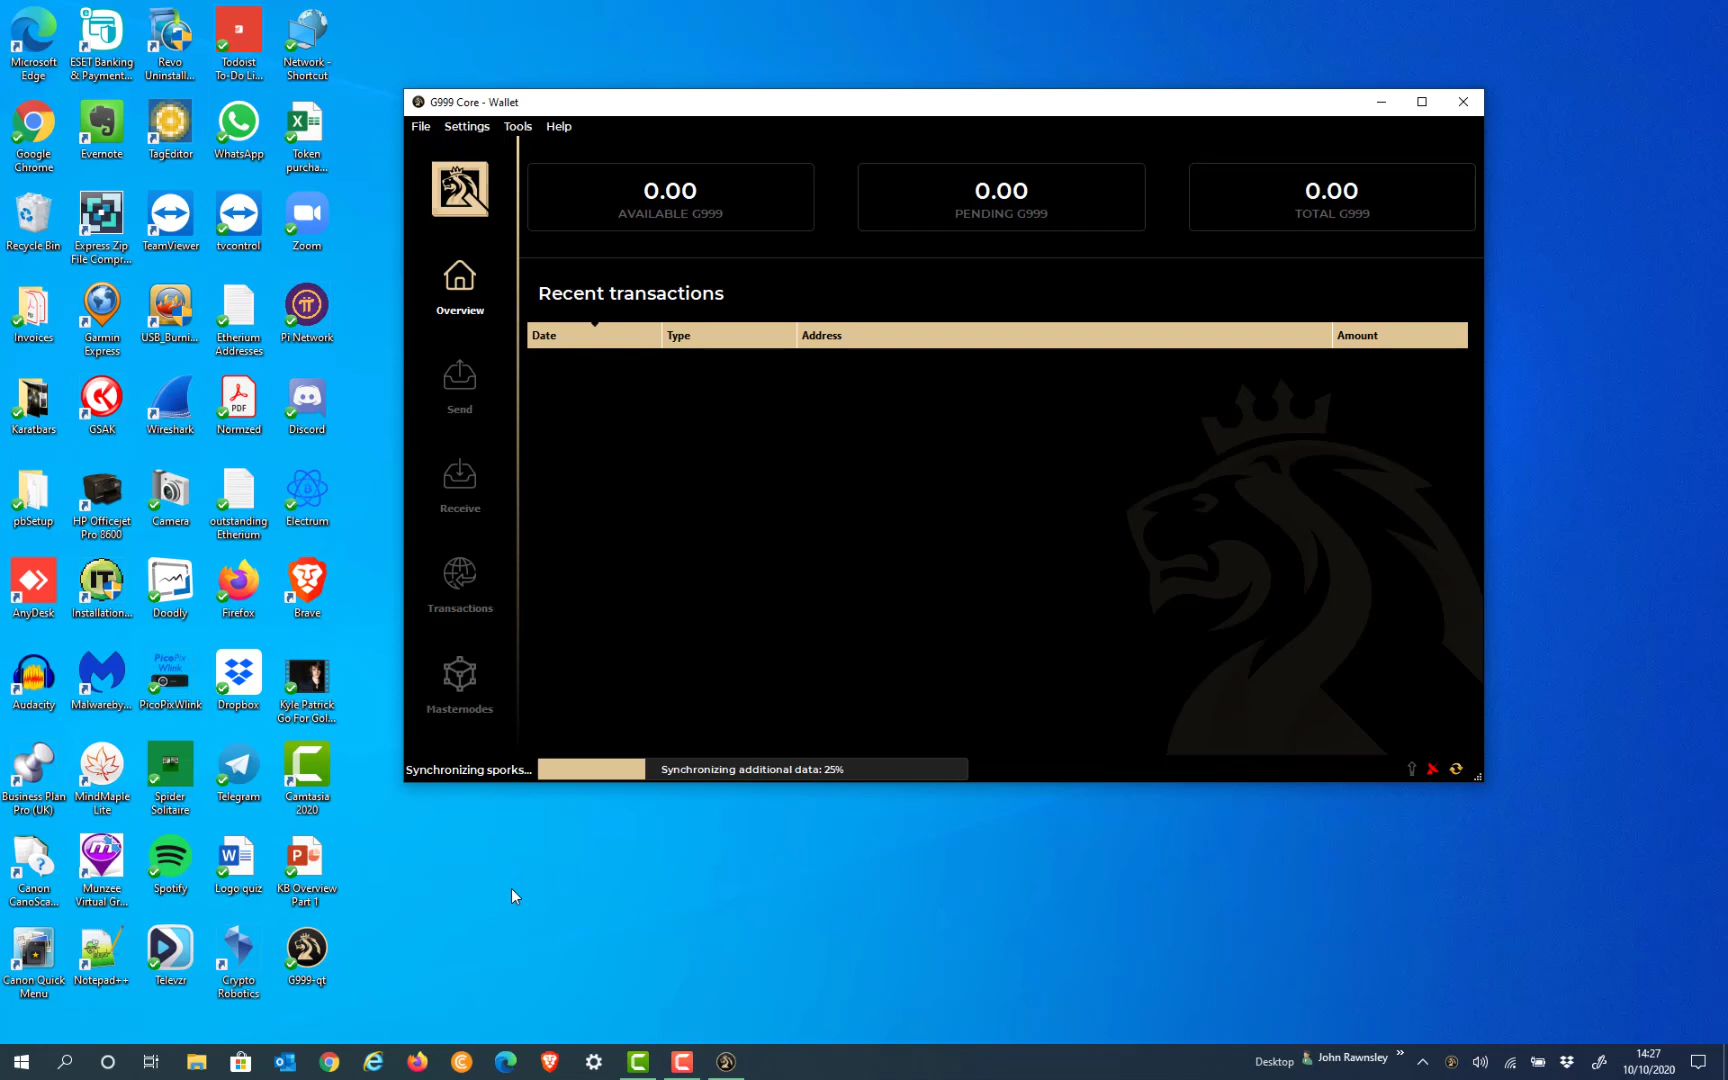 Microsoft
Edge
ESET Banking
& Payment...
Revo
Uninstall...
Todoist
To-Do Li...
Network -
Shortcut
Google
Chrome
Evernote
TagEditor
WhatsApp
Token
purcha...
Recycle Bin
Express Zip
File Compr...
TeamViewer
tvcontrol
Zoom
Invoices
Garmin
Express
USB_Burni...
Etherium
Addresses
Pi Network
Karatbars
GSAK
Wireshark
PDF
Normzed
Discord
pbSetup
HP Officejet
Pro 8600
Camera
outstanding
Etherium
Electrum
AnyDesk
Installation...
Doodly
Firefox
Brave
Audacity
Malwareby...
PicoPix
Wlink
PicoPixWlink
Dropbox
Kyle Patrick
Go For Gol...
Business Plan
Pro (UK)
MindMaple
Lite
Spider
Solitaire
Telegram
Camtasia
2020
Canon
CanoSca...
Munzee
Virtual Gr...
Spotify
Logo quiz
KB Overview
Part 1
Canon Quick
Menu
Notepad++
Televzr
Crypto
Robotics
G999-qt
G999 Core - Wallet
File Settings Tools Help
0.00
AVAILABLE G999
0.00
PENDING G999
0.00
TOTAL G999
Overview
Send
Receive
Transactions
Masternodes
Recent transactions
Date Type Address Amount
Synchronizing sporks...
Synchronizing additional data: 25%
Desktop
John Rawnsley
14:27
10/10/2020